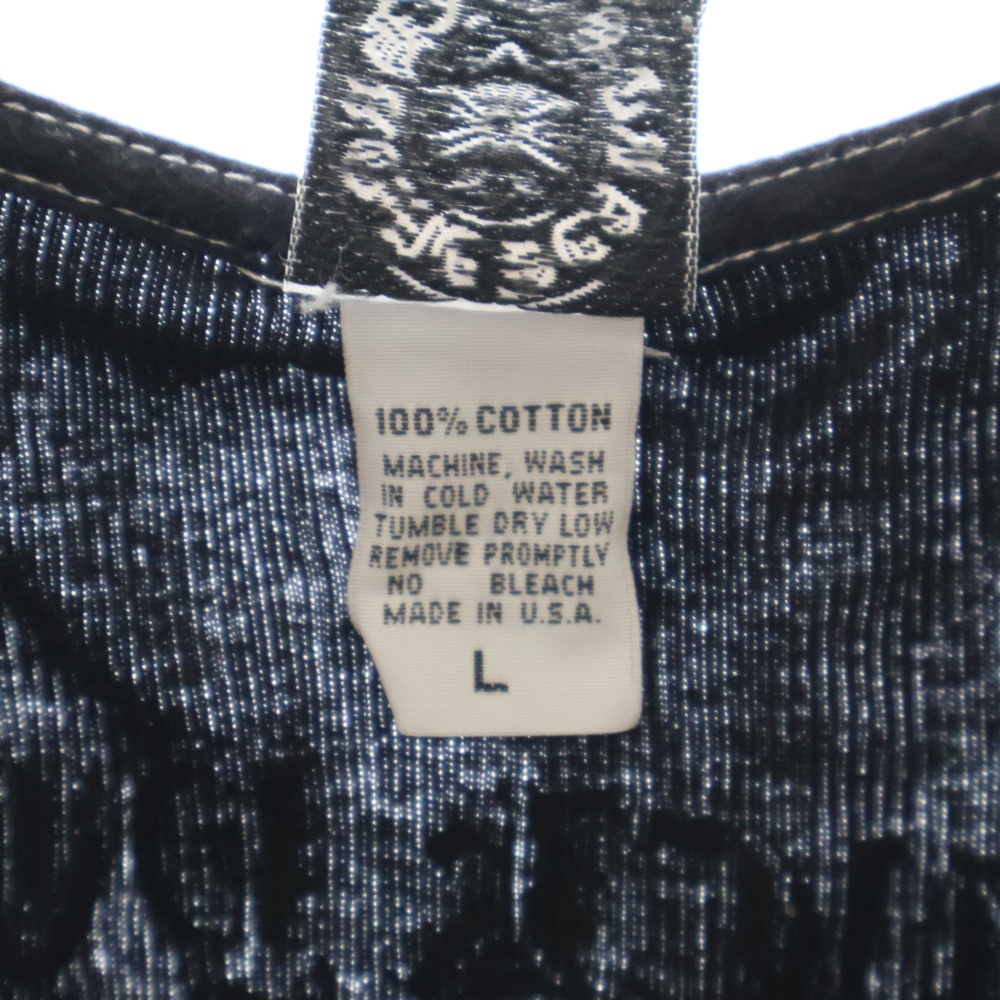 100% COTTON
MACHINE, WASH
IN COLD WATER
TUMBLE DRY LOW
REMOVE PROMPTLY
NO BLEACH
MADE IN U.S.A.
L